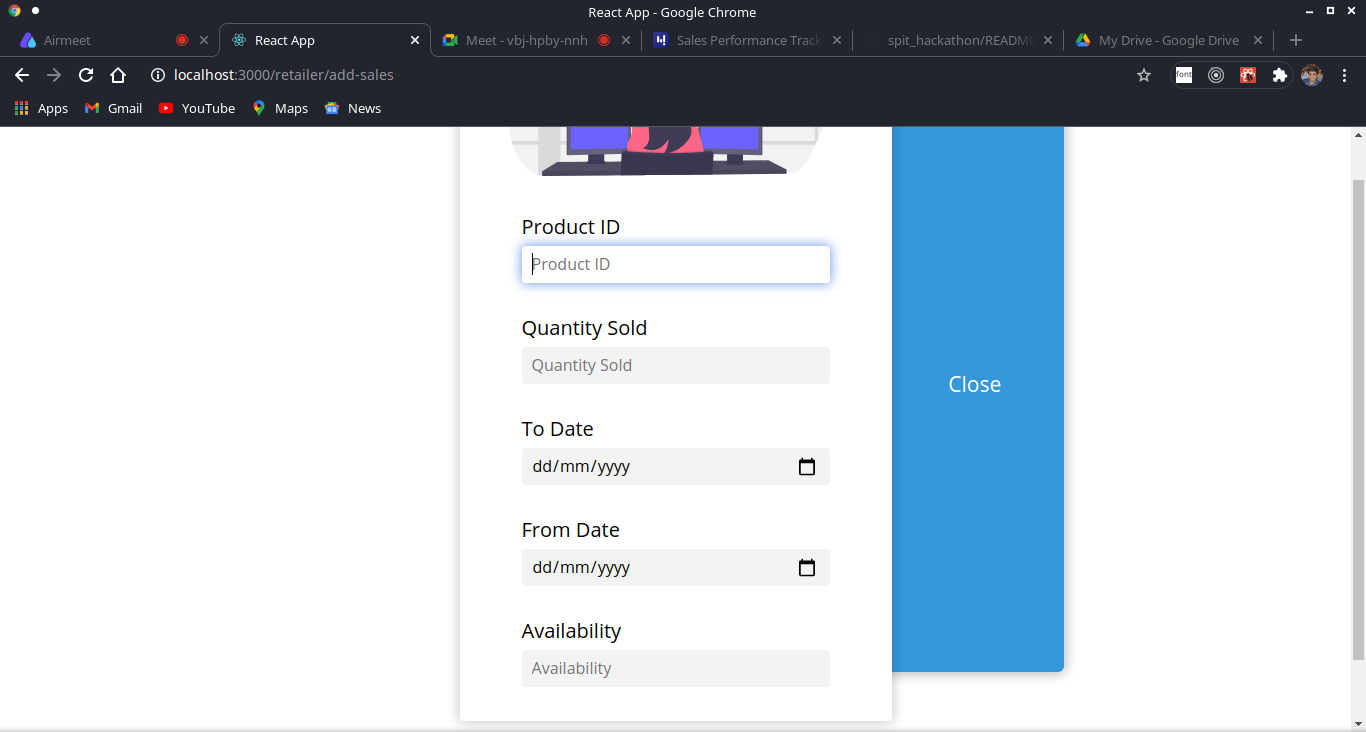 React App - Google Chrome
Airmeet
React App
Meet - vbj-hpby-nnh
Sales Performance Track
spit_hackathon/README
My Drive - Google Drive
localhost:3000/retailer/add-sales
font
Apps
Gmail
YouTube
Maps
News
Product ID
Product ID
Quantity Sold
Quantity Sold
Close
To Date
dd/mm/yyyy
From Date
dd/mm/yyyy
Availability
Availability